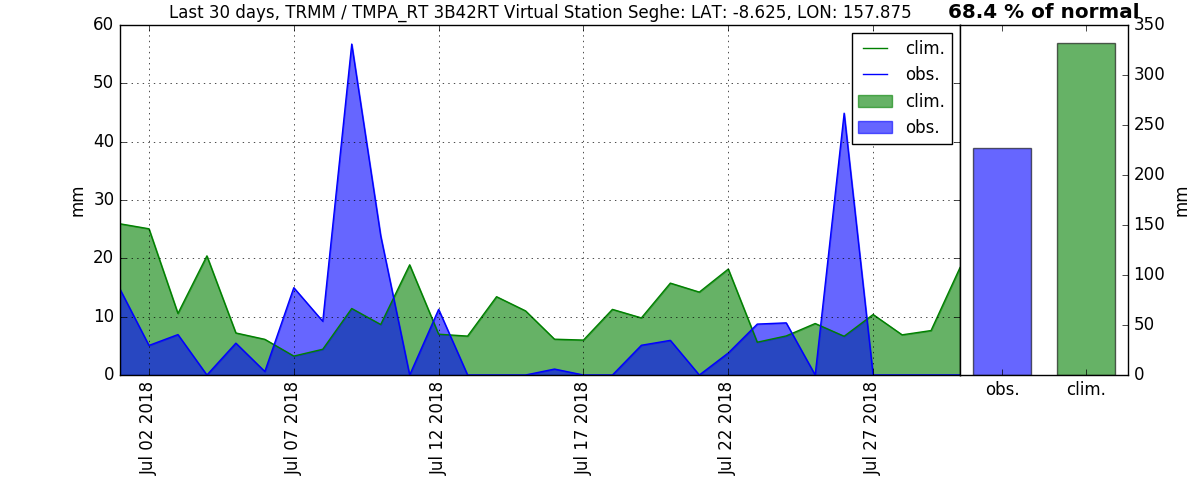 Last 30 days, TRMM / TMPA_RT 3B42RT Virtual Station Seghe: LAT: -8.625, LON: 157.875
68.4 % of normal
60
50
40
30
20
10
0
mm
clim.
obs.
clim.
obs.
Jul 02 2018
Jul 07 2018
Jul 12 2018
Jul 17 2018
Jul 22 2018
Jul 27 2018
350
300
250
200
150
100
50
0
mm
obs.
clim.